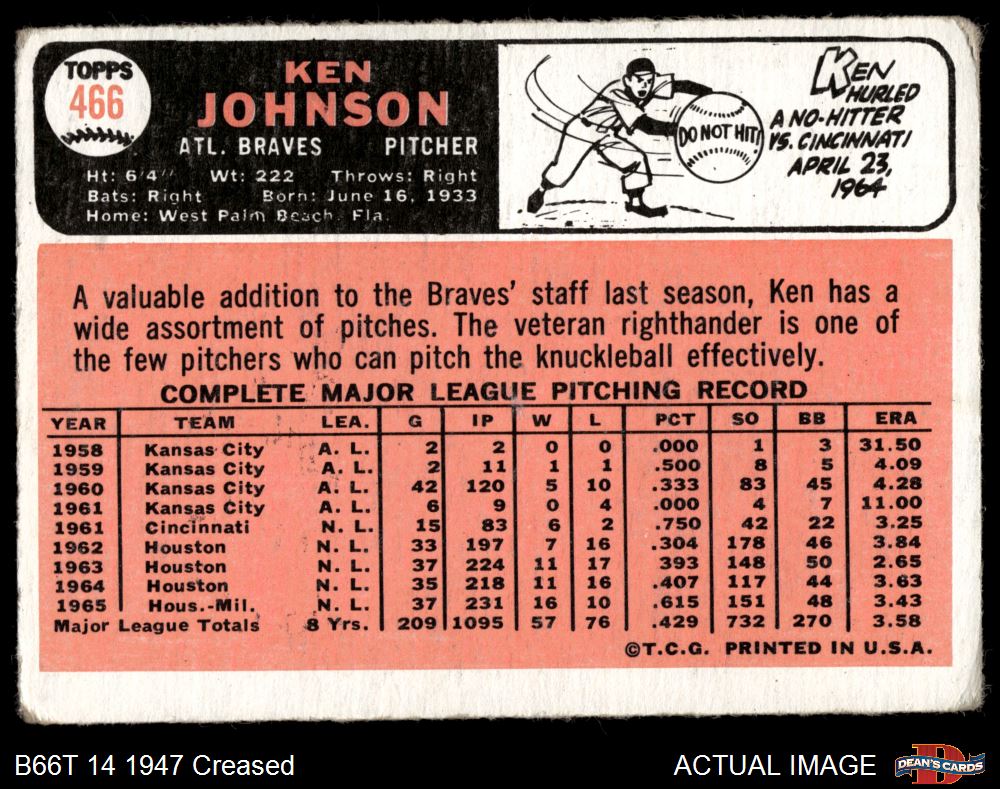 TOPPS
466
KEN
JOHNSON
ATL. BRAVES PITCHER
Ht: 6'4" Wt: 222 Throws: Right
Bats: Right Born: June 16, 1933
Home: West Palm Beach, Fla.
DO NOT HIT!
KEN
HURLED
A NO-HITTER
VS. CINCINNATI
APRIL 23,
1964
A valuable addition to the Braves' staff last season, Ken has a
wide assortment of pitches. The veteran righthander is one of
the few pitchers who can pitch the knuckleball effectively.
COMPLETE MAJOR LEAGUE PITCHING RECORD
YEAR TEAM LEA. G IP W L PCT SO BB ERA
1958 Kansas City A. L. 2 2 0 0 .000 1 3 31.50
1959 Kansas City A. L. 2 11 1 1 .500 8 5 4.09
1960 Kansas City A. L. 42 120 5 10 .333 83 45 4.28
1961 Kansas City A. L. 6 9 0 4 .000 4 7 11.00
1961 Cincinnati N. L. 15 83 6 2 .750 42 22 3.25
1962 Houston N. L. 33 197 7 16 .304 178 46 3.84
1963 Houston N. L. 37 224 11 17 .393 148 50 2.65
1964 Houston N. L. 35 218 11 16 .407 117 44 3.63
1965 Hous.-Mil. N. L. 37 231 16 10 .615 151 48 3.43
Major League Totals 8 Yrs. 209 1095 57 76 .429 732 270 3.58
©T.C.G. PRINTED IN U.S.A.
B66T 14 1947 Creased
ACTUAL IMAGE
DEAN'S CARDS